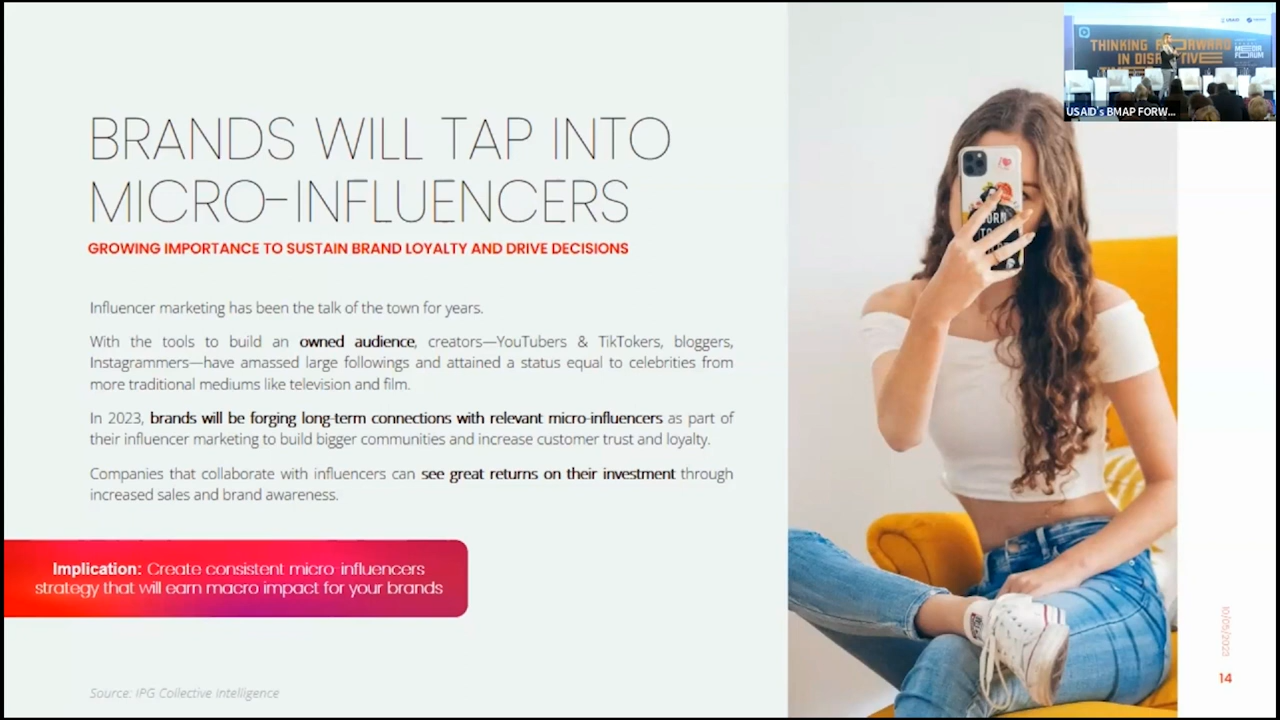 BRANDS WILL TAP INTO
MICRO-INFLUENCERS
GROWING IMPORTANCE TO SUSTAIN BRAND LOYALTY AND DRIVE DECISIONS
Influencer marketing has been the talk of the town for years.
With the tools to build an owned audience, creators—YouTubers & TikTokers, bloggers,
Instagrammers—have amassed large followings and attained a status equal to celebrities from
more traditional mediums like television and film.
In 2023, brands will be forging long-term connections with relevant micro-influencers as part of
their influencer marketing to build bigger communities and increase customer trust and loyalty.
Companies that collaborate with influencers can see great returns on their investment through
increased sales and brand awareness.
Implication: Create consistent micro-influencers
strategy that will earn macro impact for your brands
Source: IPG Collective Intelligence
THINKING FORWARD
IN DISRUPTIVE
MEDIA
FORUM
USAID's BMAP FORW...
10/05/2023
14